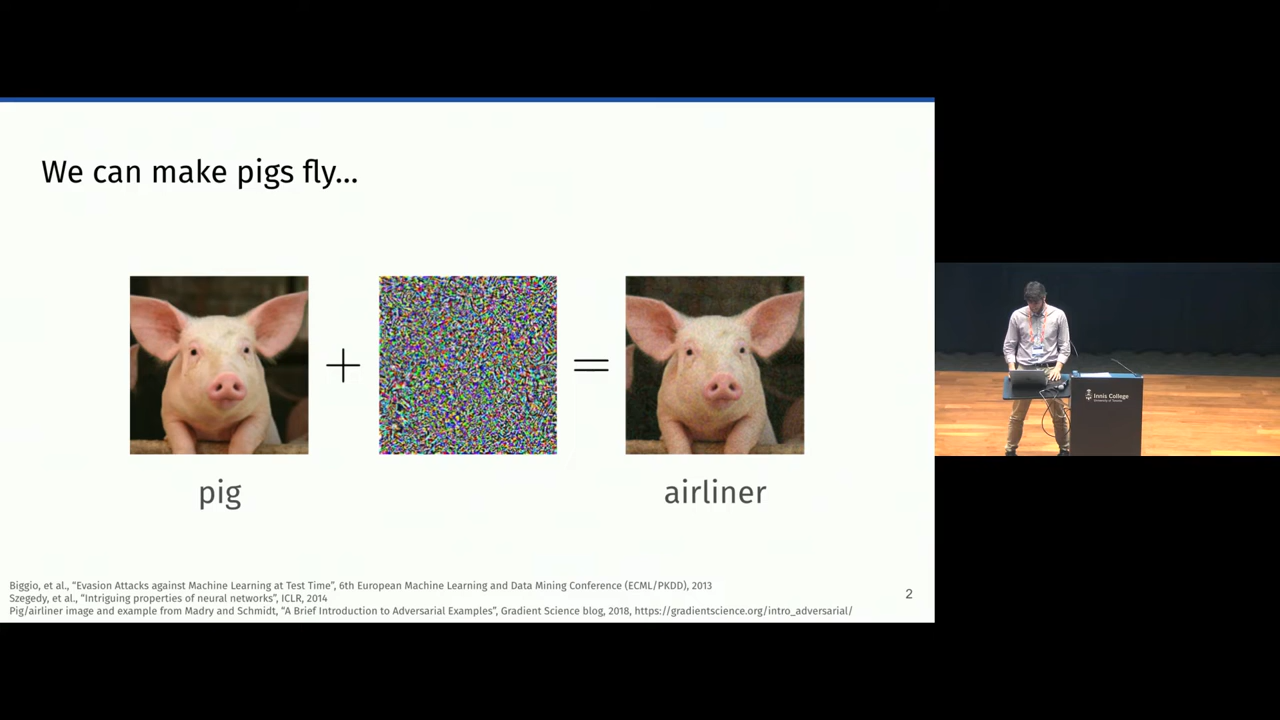 We can make pigs fly...
+
=
pig
airliner
Biggio, et al., “Evasion Attacks against Machine Learning at Test Time”, 6th European Machine Learning and Data Mining Conference (ECML/PKDD), 2013
Szegedy, et al., “Intriguing properties of neural networks”, ICLR, 2014
Pig/airliner image and example from Madry and Schmidt, “A Brief Introduction to Adversarial Examples”, Gradient Science blog, 2018, https://gradientscience.org/intro_adversarial/
2
Innis College